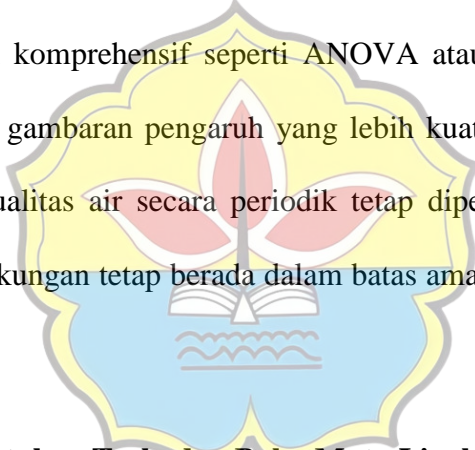 komprehensif seperti ANOVA atau
gambaran pengaruh yang lebih kuat
ualitas air secara periodik tetap dipe
kungan tetap berada dalam batas ama